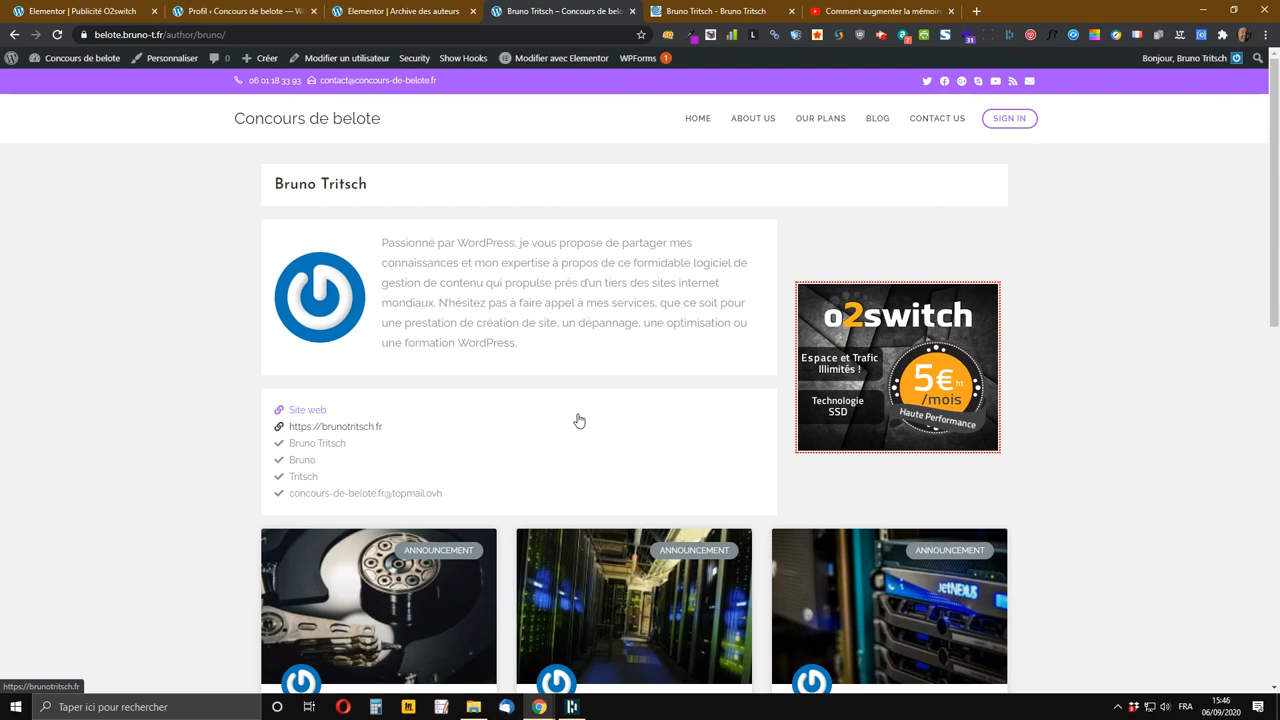 Elementor Publicité O2switch
Profil ‹ Concours de belote — W
Elementor | Archive des auteurs
Bruno Tritsch – Concours de bel
Bruno Tritsch - Bruno Tritsch
Comment augmenter la mémoir
belote.bruno-t.fr/author/bruno/
Concours de belote
Personnaliser
0
Créer
Modifier un utilisateur
Security
Show Hooks
Modifier avec Elementor
WPForms
1
Bonjour, Bruno Tritsch
06 01 18 33 93
contact@concours-de-belote.fr
Concours de belote
HOME
ABOUT US
OUR PLANS
BLOG
CONTACT US
SIGN IN
Bruno Tritsch
Passionné par WordPress, je vous propose de partager mes
connaissances et mon expertise à propos de ce formidable logiciel de
gestion de contenu qui propulse près d'un tiers des sites internet
mondiaux. N'hésitez pas à faire appel à mes services, que ce soit pour
une prestation de création de site, un dépannage, une optimisation ou
une formation WordPress.
o2switch
Espace et Trafic
Illimités !
5€ ht
/mois
Technologie
SSD
Haute Performance
Site web
https://brunotritsch.fr
Bruno Tritsch
Bruno
Tritsch
concours-de-belote.fr@topmail.ovh
ANNOUNCEMENT
ANNOUNCEMENT
ANNOUNCEMENT
jetNEXUS
https://brunotritsch.fr
Taper ici pour rechercher
FRA
15:46
06/09/2020